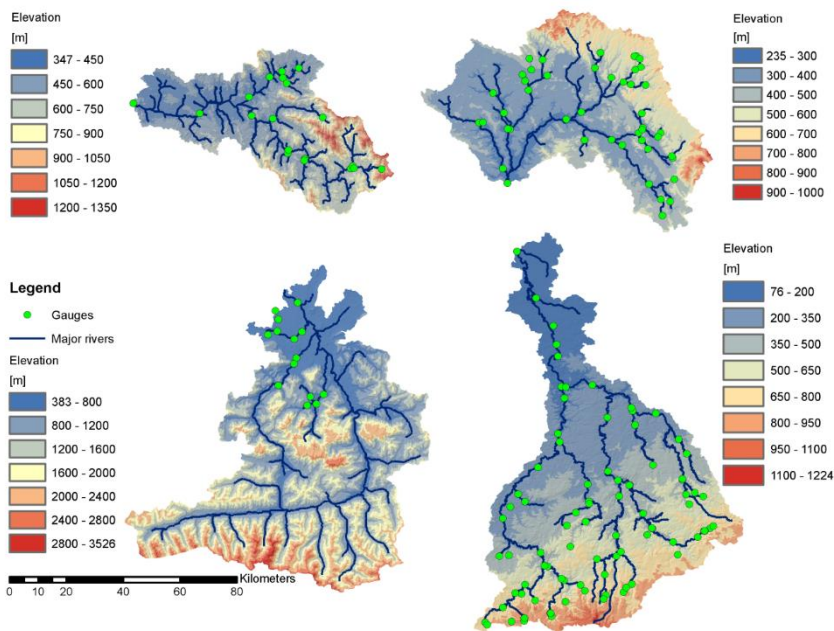 Elevation
[m]
347 - 450
450 - 600
600 - 750
750 - 900
900 - 1050
1050 - 1200
1200 - 1350
Elevation
[m]
235 - 300
300 - 400
400 - 500
500 - 600
600 - 700
700 - 800
800 - 900
900 - 1000
Legend
Gauges
Major rivers
Elevation
[m]
383 - 800
800 - 1200
1200 - 1600
1600 - 2000
2000 - 2400
2400 - 2800
2800 - 3526
Elevation
[m]
76 - 200
200 - 350
350 - 500
500 - 650
650 - 800
800 - 950
950 - 1100
1100 - 1224
Kilometers
0 10 20 40 60 80